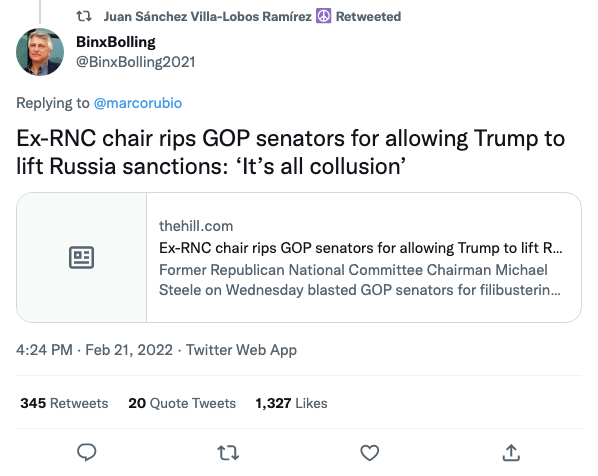 Juan Sánchez Villa-Lobos Ramírez ☮ Retweeted
BinxBolling
@BinxBolling2021
Replying to @marcorubio
Ex-RNC chair rips GOP senators for allowing Trump to
lift Russia sanctions: ‘It’s all collusion’
thehill.com
Ex-RNC chair rips GOP senators for allowing Trump to lift R...
Former Republican National Committee Chairman Michael
Steele on Wednesday blasted GOP senators for filibusterin...
4:24 PM · Feb 21, 2022 · Twitter Web App
345 Retweets 20 Quote Tweets 1,327 Likes